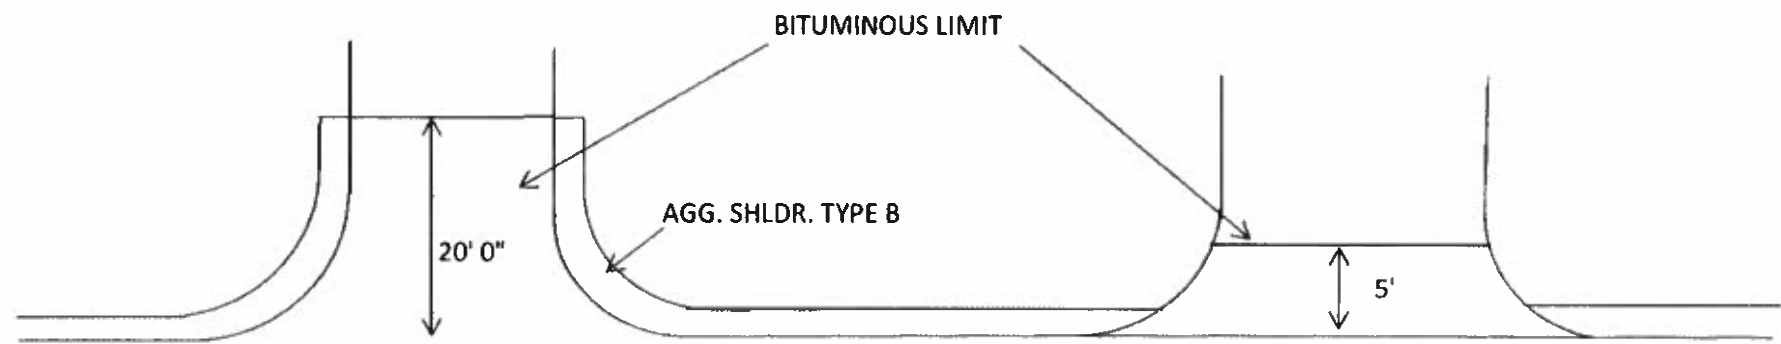 BITUMINOUS LIMIT
AGG. SHLDR. TYPE B
20' 0"
5'